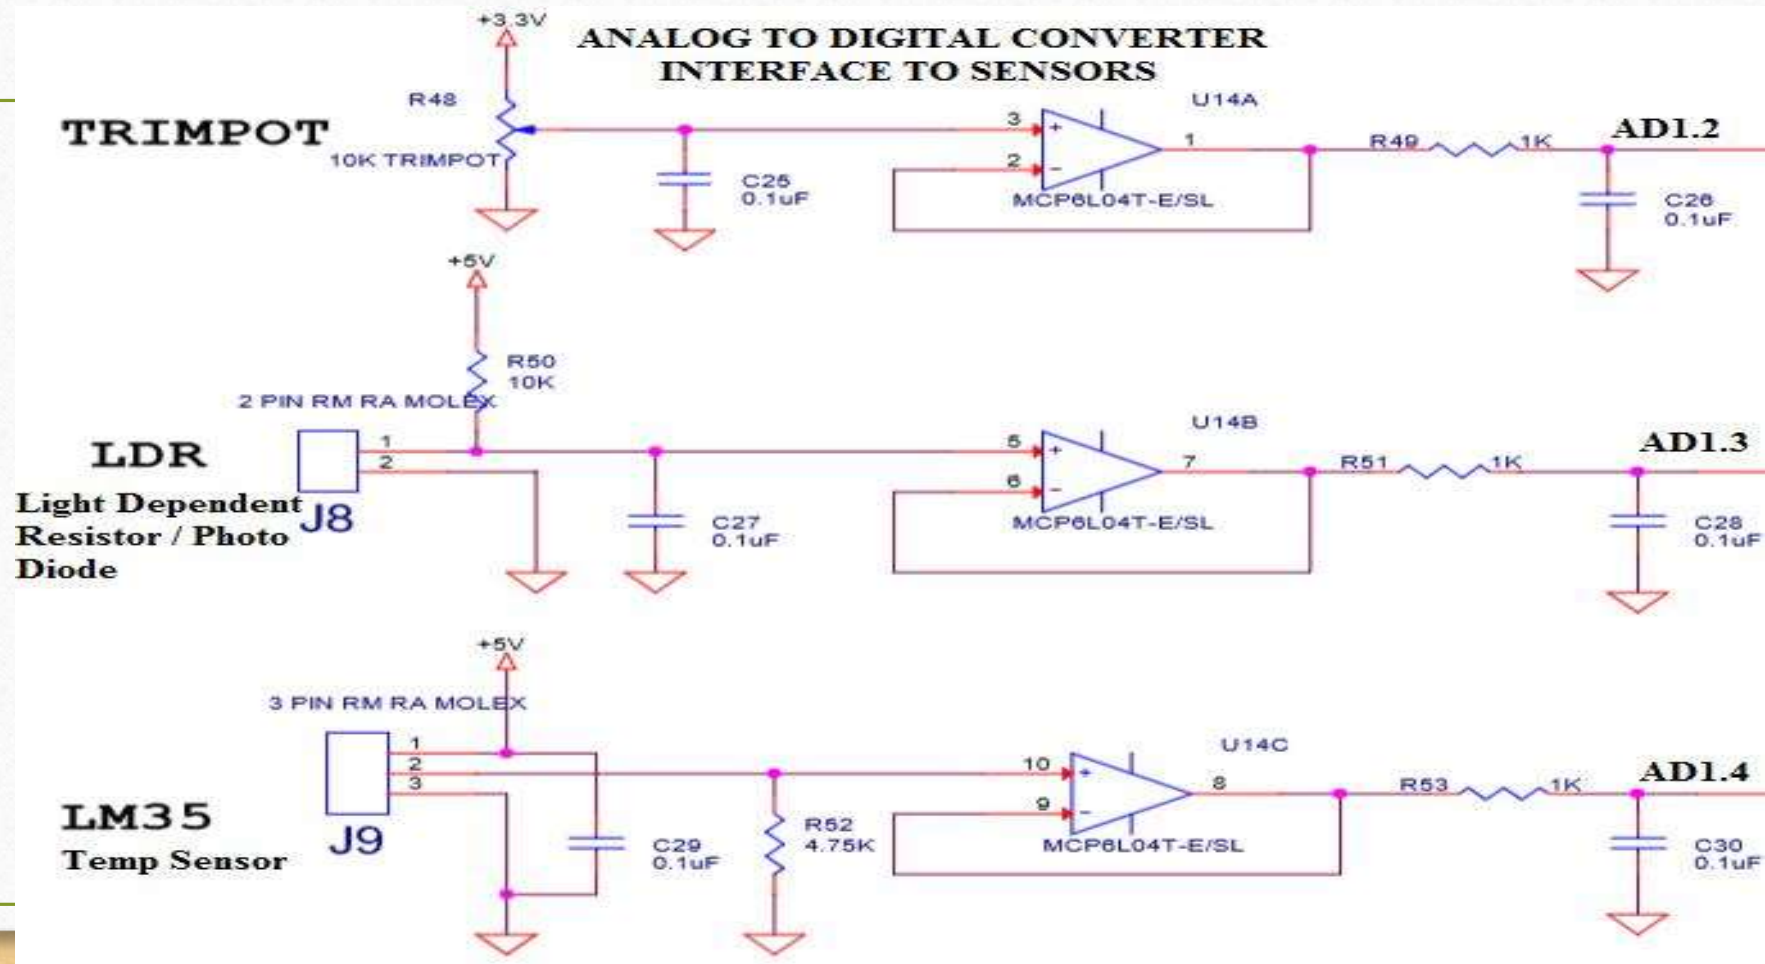 +3.3V
ANALOG TO DIGITAL CONVERTER
INTERFACE TO SENSORS
R48
U14A
TRIMPOT
10K TRIMPOT
3
+
2
-
1
R49
1K
AD1.2
C25
0.1uF
MCP6L04T-E/SL
C26
0.1uF
+5V
R50
10K
2 PIN RM RA MOLEX
U14B
LDR
1
2
5
+
6
-
7
R51
1K
AD1.3
Light Dependent
Resistor / Photo
Diode
J8
C27
0.1uF
MCP6L04T-E/SL
C28
0.1uF
+5V
3 PIN RM RA MOLEX
U14C
1
2
3
10
+
9
-
8
R53
1K
AD1.4
LM35
Temp Sensor
J9
C29
0.1uF
R52
4.75K
MCP6L04T-E/SL
C30
0.1uF